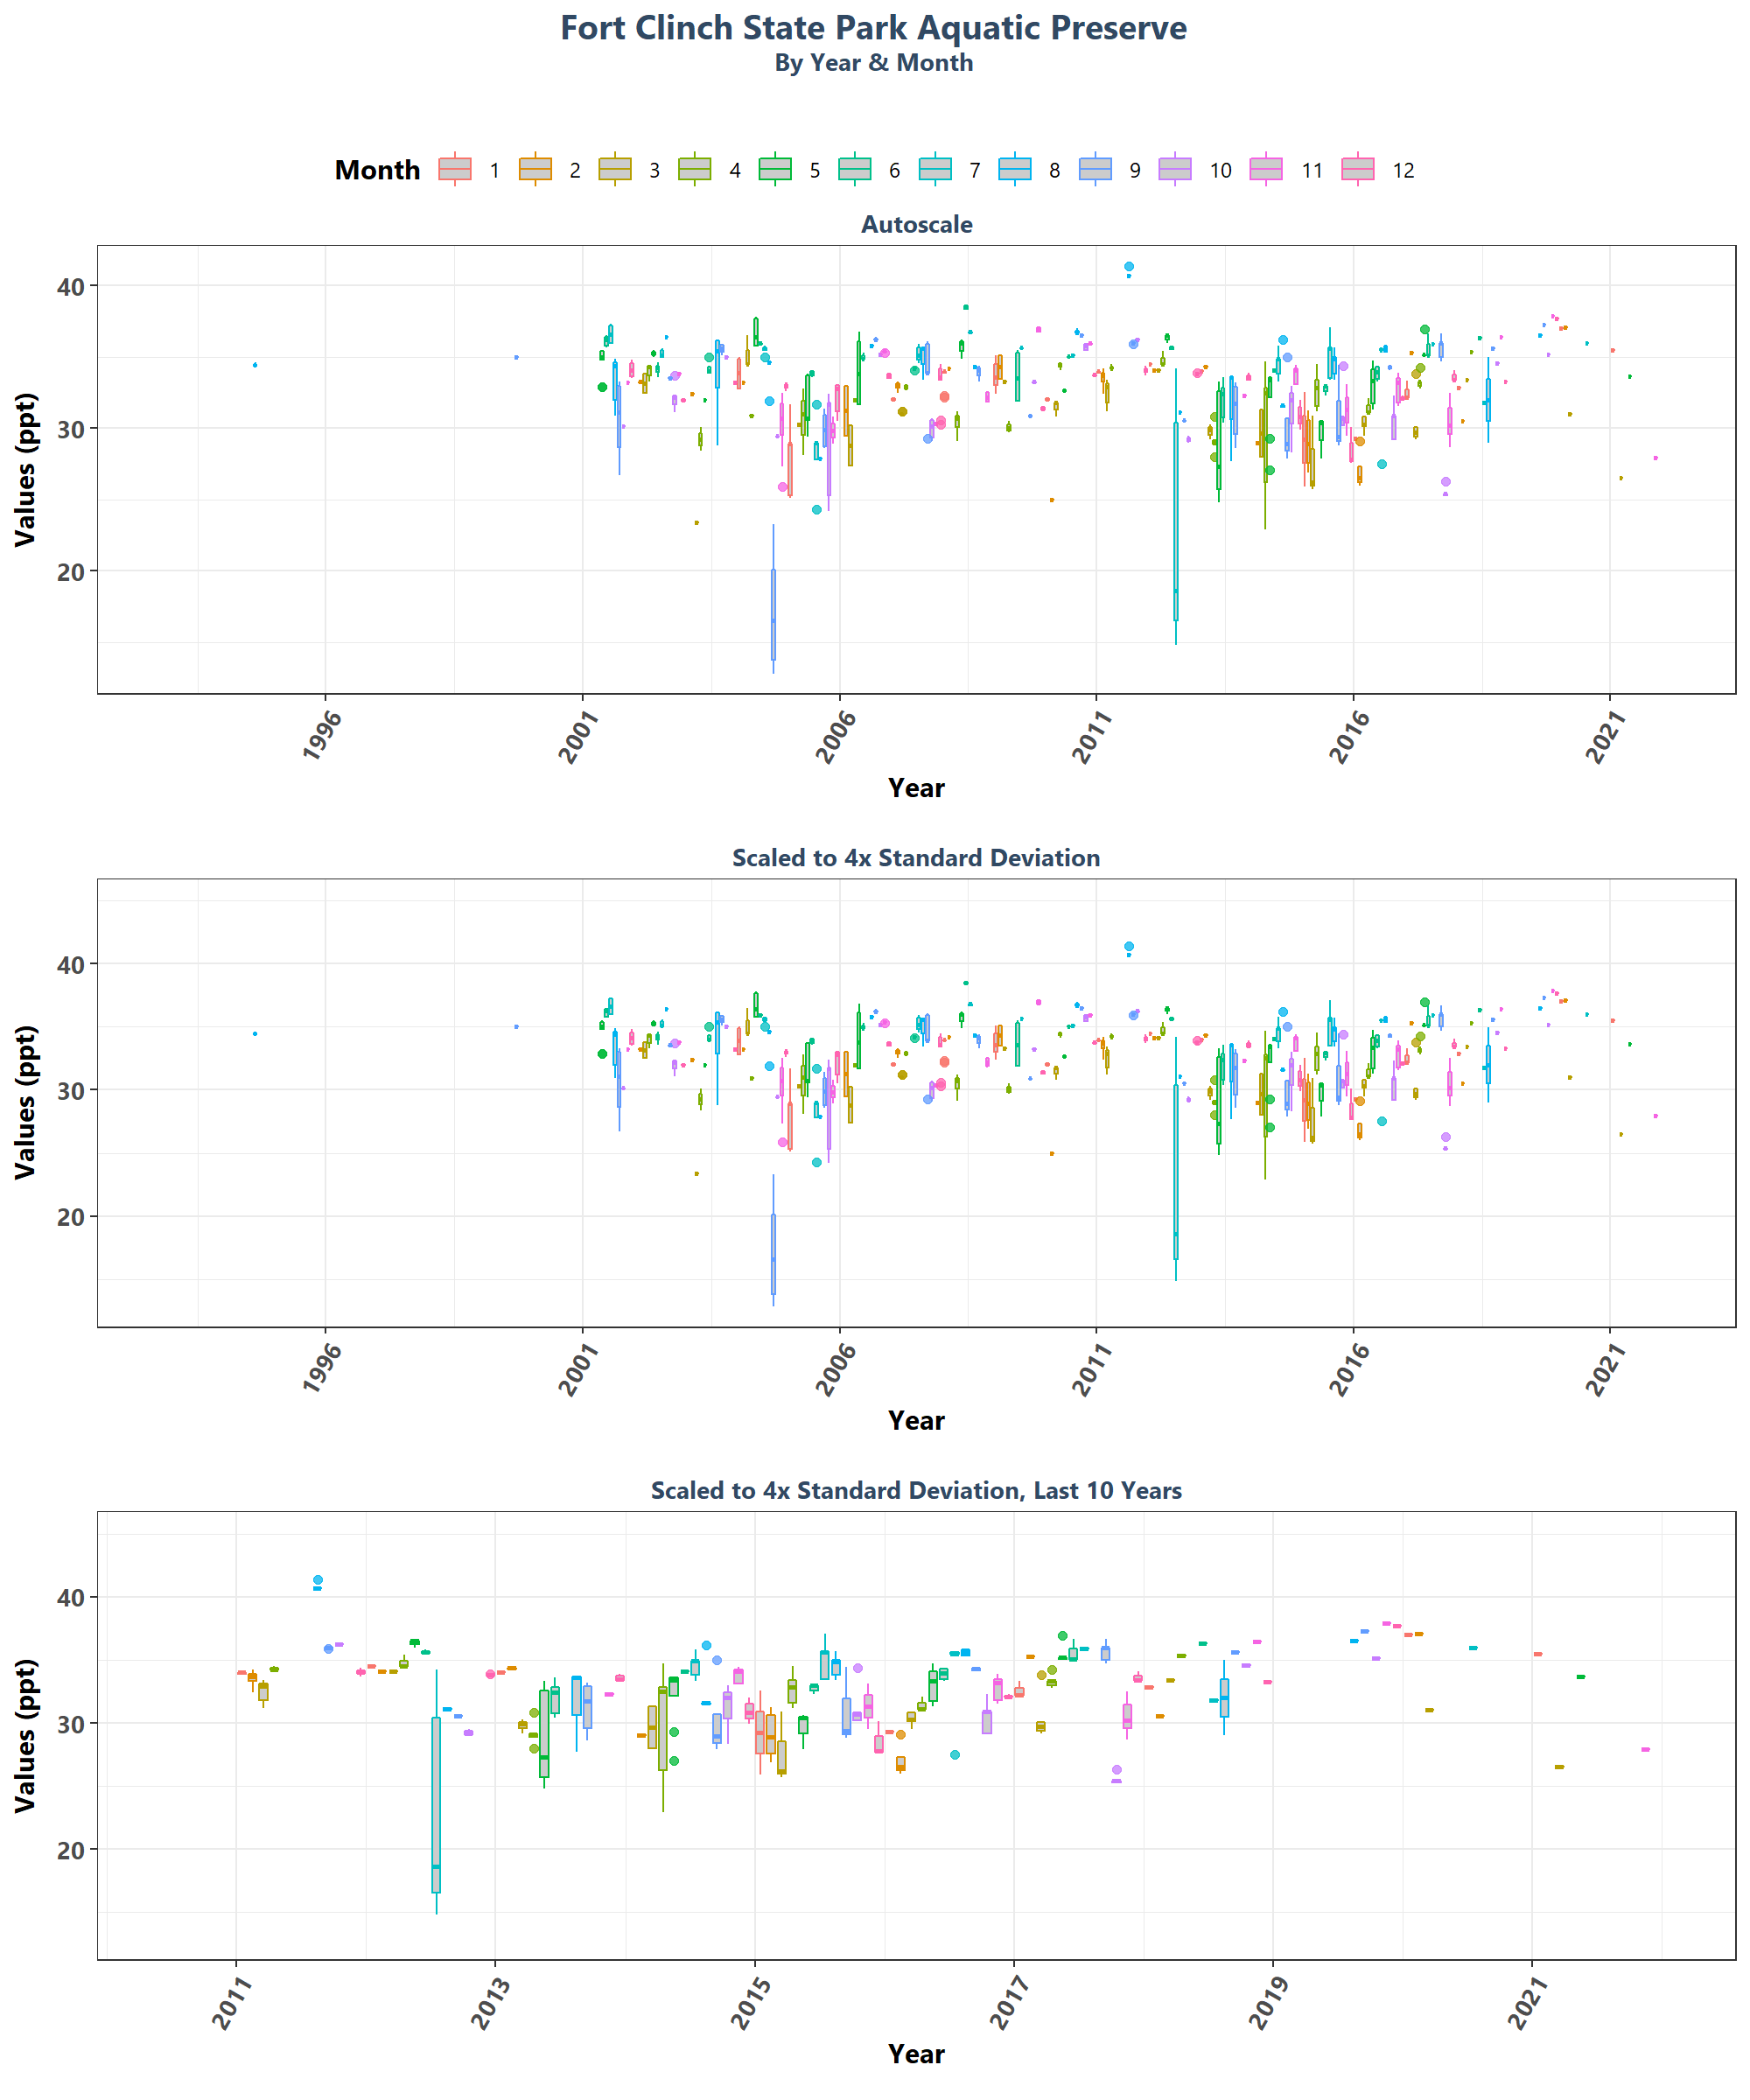 Fort Clinch State Park Aquatic Preserve
By Year & Month
Month 1 2 3 4 5 6 7 8 9 10 11 12
Autoscale
Values (ppt)
40
30
20
1996 2001 2006 2011 2016 2021
Year
Scaled to 4x Standard Deviation
Values (ppt)
40
30
20
1996 2001 2006 2011 2016 2021
Year
Scaled to 4x Standard Deviation, Last 10 Years
Values (ppt)
40
30
20
2011 2013 2015 2017 2019 2021
Year